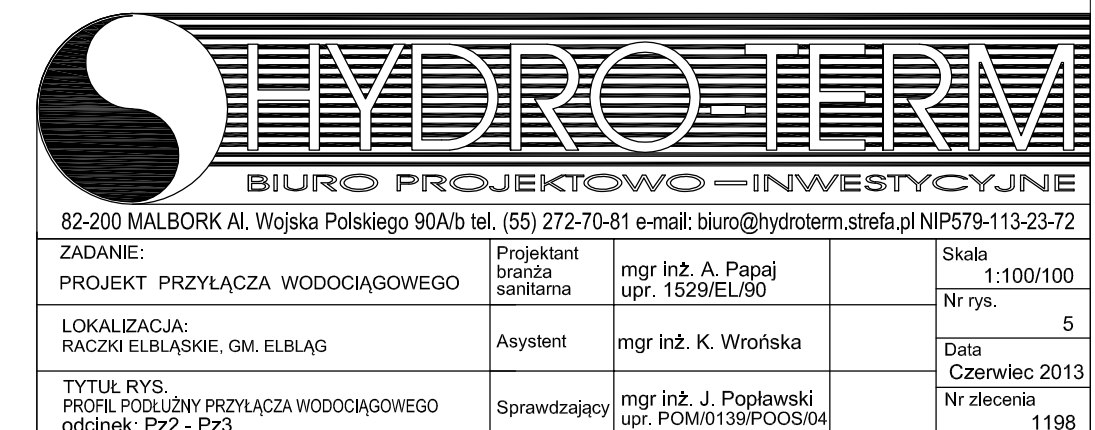 HYDRO-TERM
BIURO PROJEKTOWO-INWESTYCYJNE
82-200 MALBORK Al. Wojska Polskiego 90A/b tel. (55) 272-70-81 e-mail: biuro@hydroterm.strefa.pl NIP579-113-23-72
ZADANIE:
PROJEKT PRZYŁĄCZA WODOCIĄGOWEGO
Projektant
branża
sanitarna
mgr inż. A. Papaj
upr. 1529/EL/90
Skala
1:100/100
Nr rys.
5
LOKALIZACJA:
RACZKI ELBLĄSKIE, GM. ELBLĄG
Asystent
mgr inż. K. Wrońska
Data
Czerwiec 2013
TYTUŁ RYS.
PROFIL PODŁUŻNY PRZYŁĄCZA WODOCIĄGOWEGO
odcinek: Pz2 - Pz3
Sprawdzający
mgr inż. J. Popławski
upr. POM/0139/POOS/04
Nr zlecenia
1198